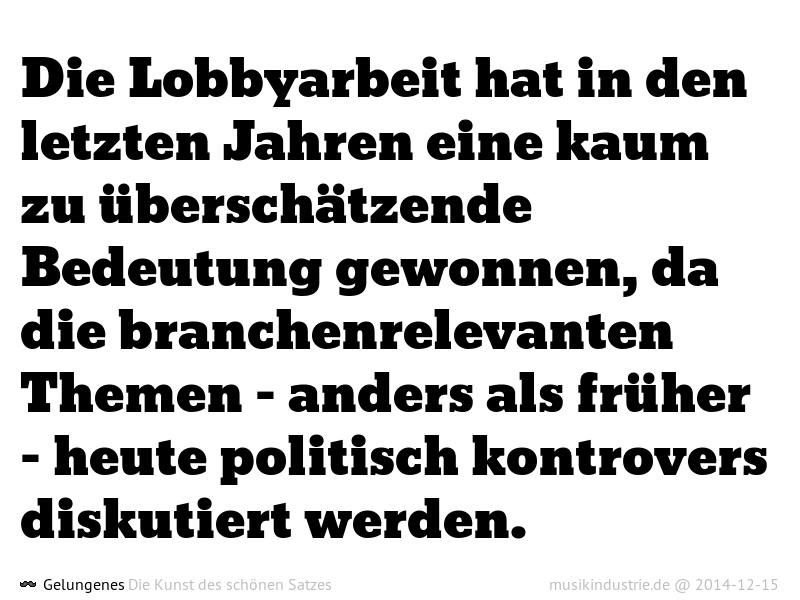 Die Lobbyarbeit hat in den
letzten Jahren eine kaum
zu überschätzende
Bedeutung gewonnen, da
die branchenrelevanten
Themen - anders als früher
- heute politisch kontrovers
diskutiert werden.
Gelungenes Die Kunst des schönen Satzes musikindustrie.de @ 2014-12-15